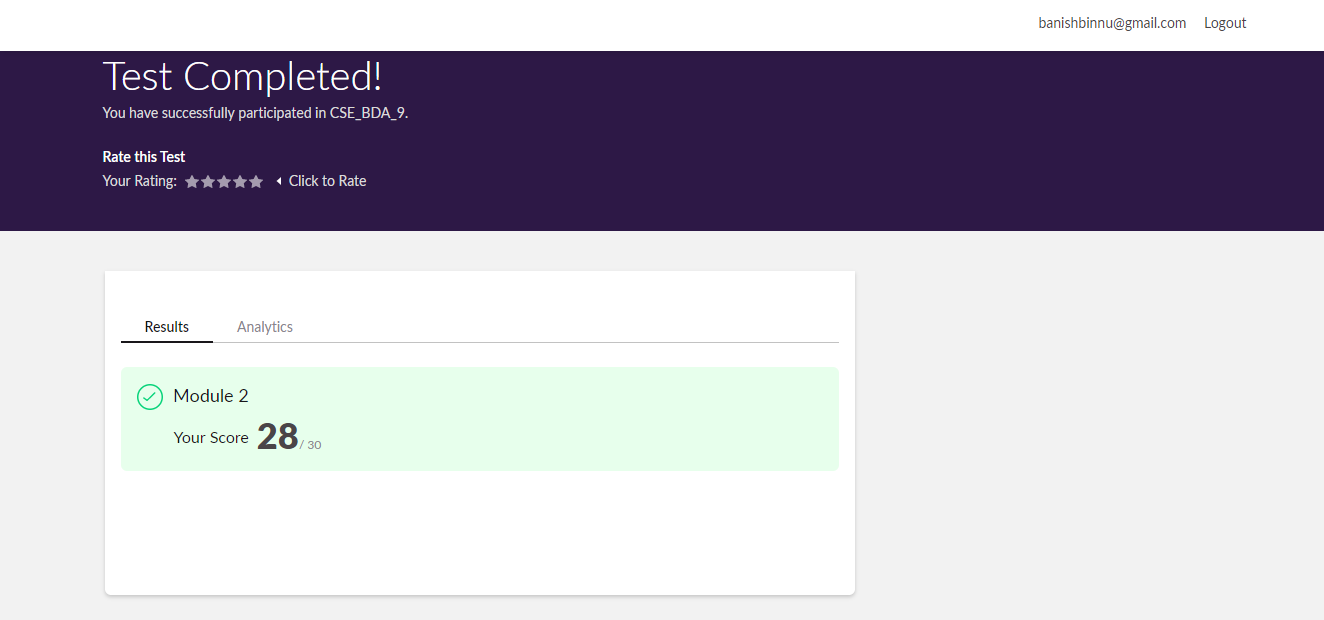 banishbinnu@gmail.com Logout
Test Completed!
You have successfully participated in CSE_BDA_9.
Rate this Test
Your Rating: Click to Rate
Results Analytics
Module 2
Your Score 28 / 30